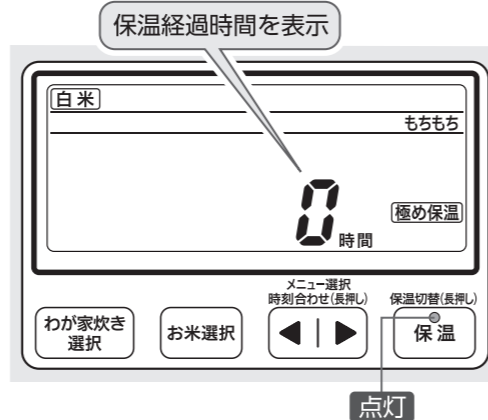 保温経過時間を表示
白米
もちもち
0時間
極め保温
メニュー選択
時刻合わせ(長押し)
保温切替(長押し)
わが家炊き
選択
お米選択
保温
点灯